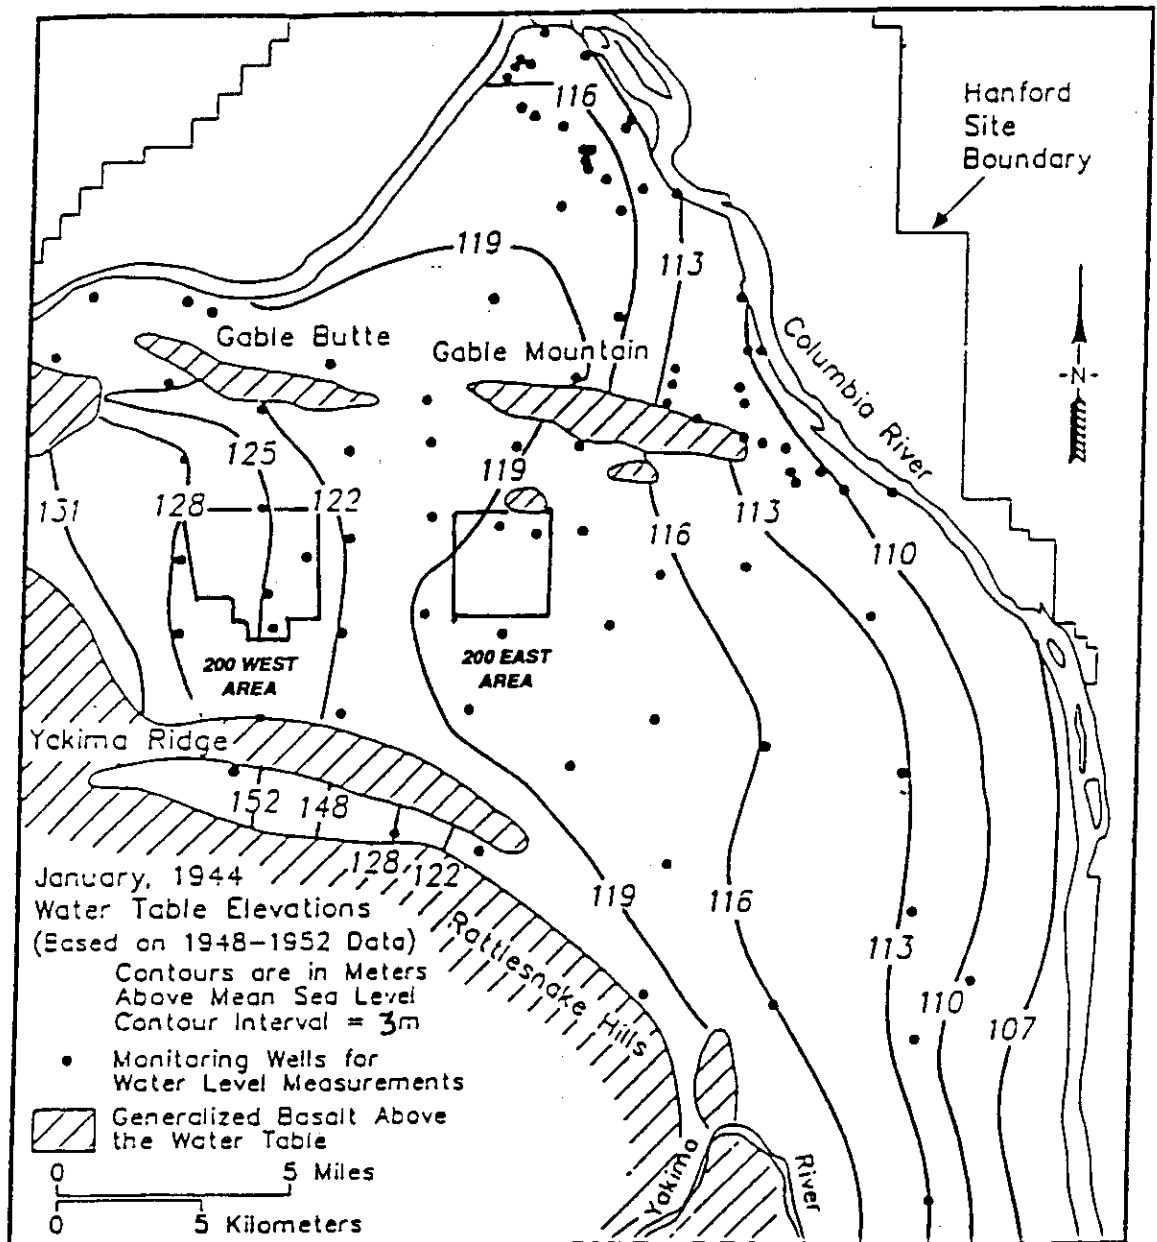 116
Hanford
Site
Boundary
119
113
Gable Butte
Gable Mountain
Columbia River
-N-
125
119
131
128
122
116
113
110
200 WEST
AREA
200 EAST
AREA
Yakima Ridge
152
148
128
122
119
116
113
110
107
Rattlesnake Hills
January, 1944
Water Table Elevations
(Based on 1948-1952 Data)
Contours are in Meters
Above Mean Sea Level
Contour Interval = 3m
Monitoring Wells for
Water Level Measurements
Generalized Basalt Above
the Water Table
0 5 Miles
0 5 Kilometers
Yakima River